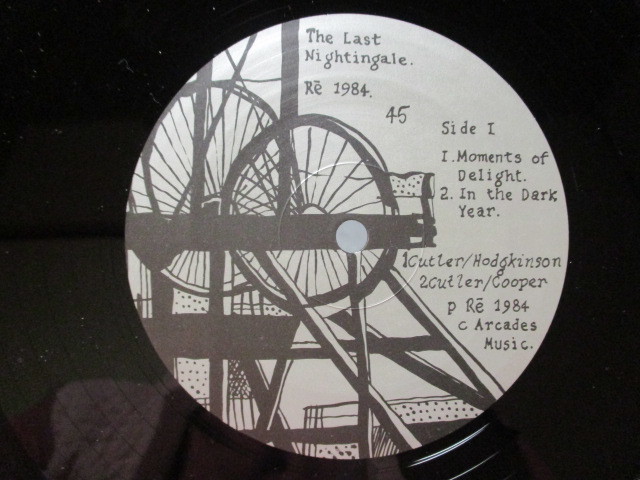 The Last
Nightingale.
Rē 1984.
45
Side I
1. Moments of
Delight.
2. In the Dark
Year.
1Cutler/Hodgkinson
2Cutler/Cooper
p Rē 1984
c Arcades
Music.